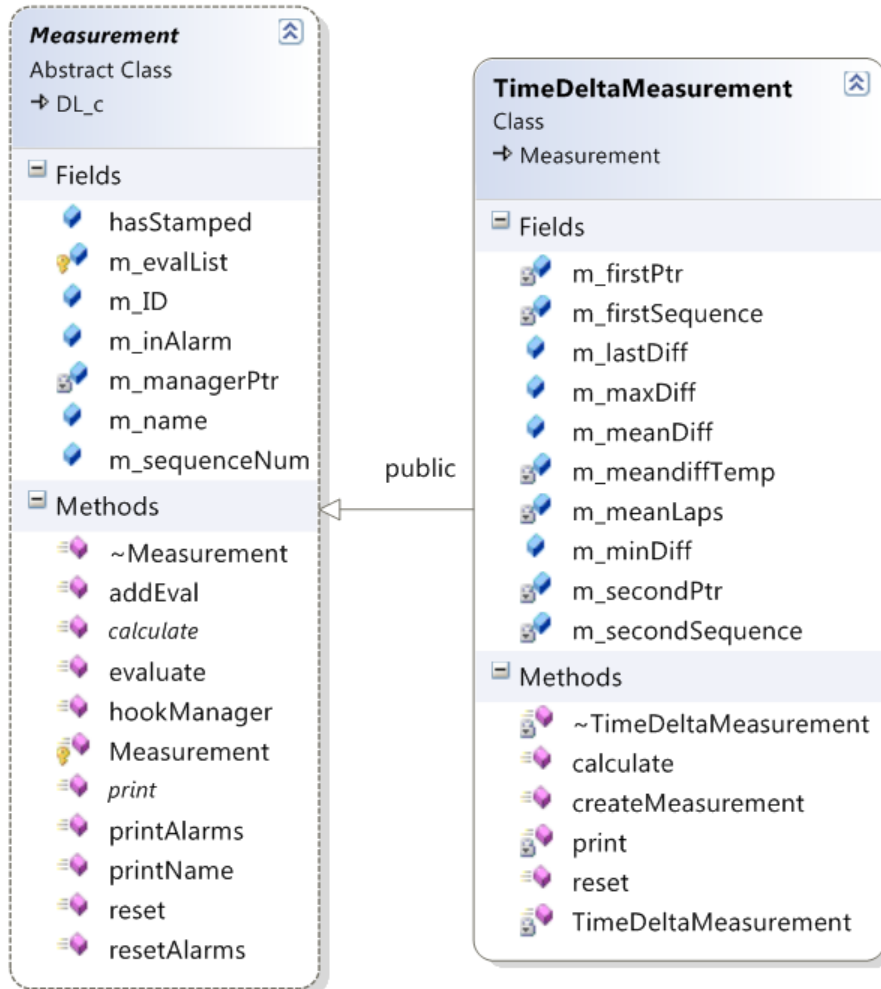 Measurement
Abstract Class
DL_c
Fields
hasStamped
m_evalList
m_ID
m_inAlarm
m_managerPtr
m_name
m_sequenceNum
Methods
~Measurement
addEval
calculate
evaluate
hookManager
Measurement
print
printAlarms
printName
reset
resetAlarms
public
TimeDeltaMeasurement
Class
Measurement
Fields
m_firstPtr
m_firstSequence
m_lastDiff
m_maxDiff
m_meanDiff
m_meandiffTemp
m_meanLaps
m_minDiff
m_secondPtr
m_secondSequence
Methods
~TimeDeltaMeasurement
calculate
createMeasurement
print
reset
TimeDeltaMeasurement